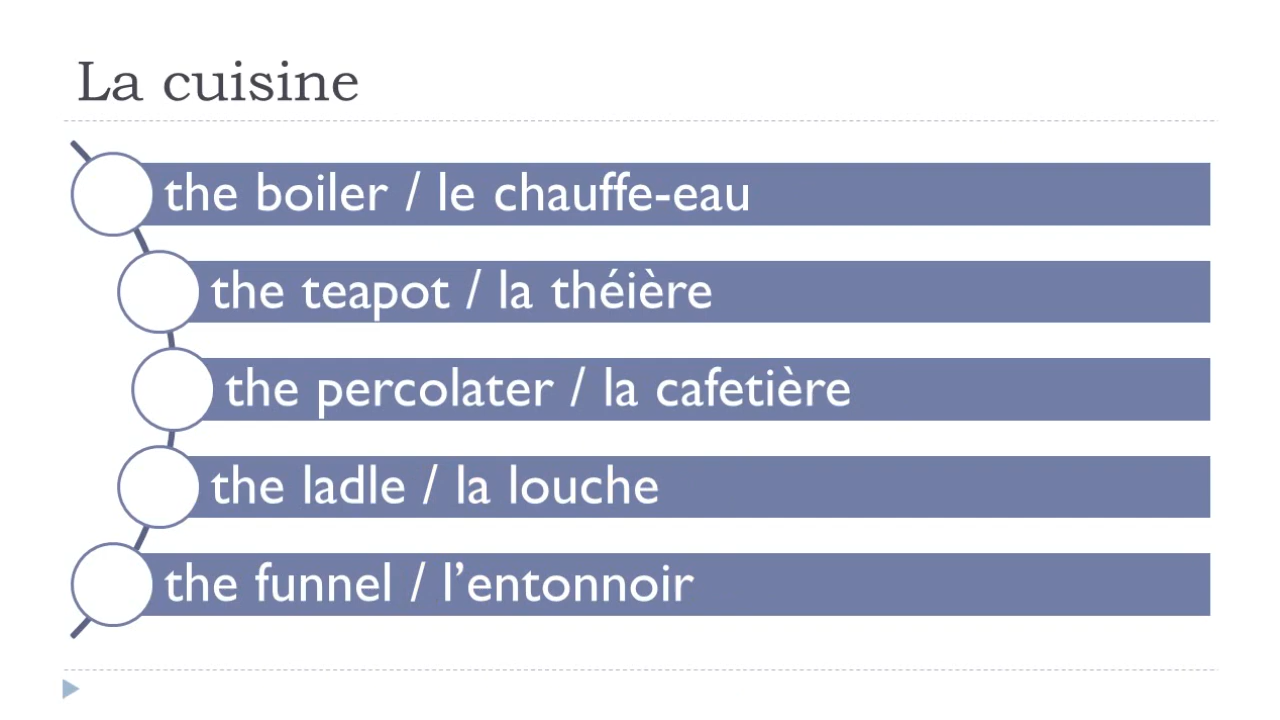 La cuisine
the boiler / le chauffe-eau
the teapot / la théière
the percolater / la cafetière
the ladle / la louche
the funnel / l’entonnoir